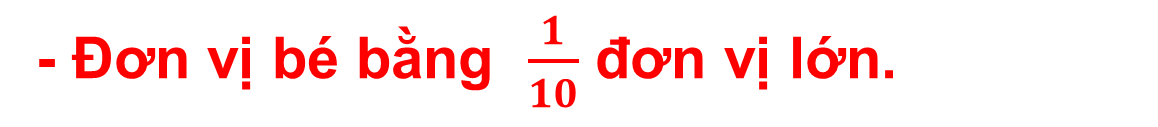 - Đơn vị bé bằng 1/10 đơn vị lớn.